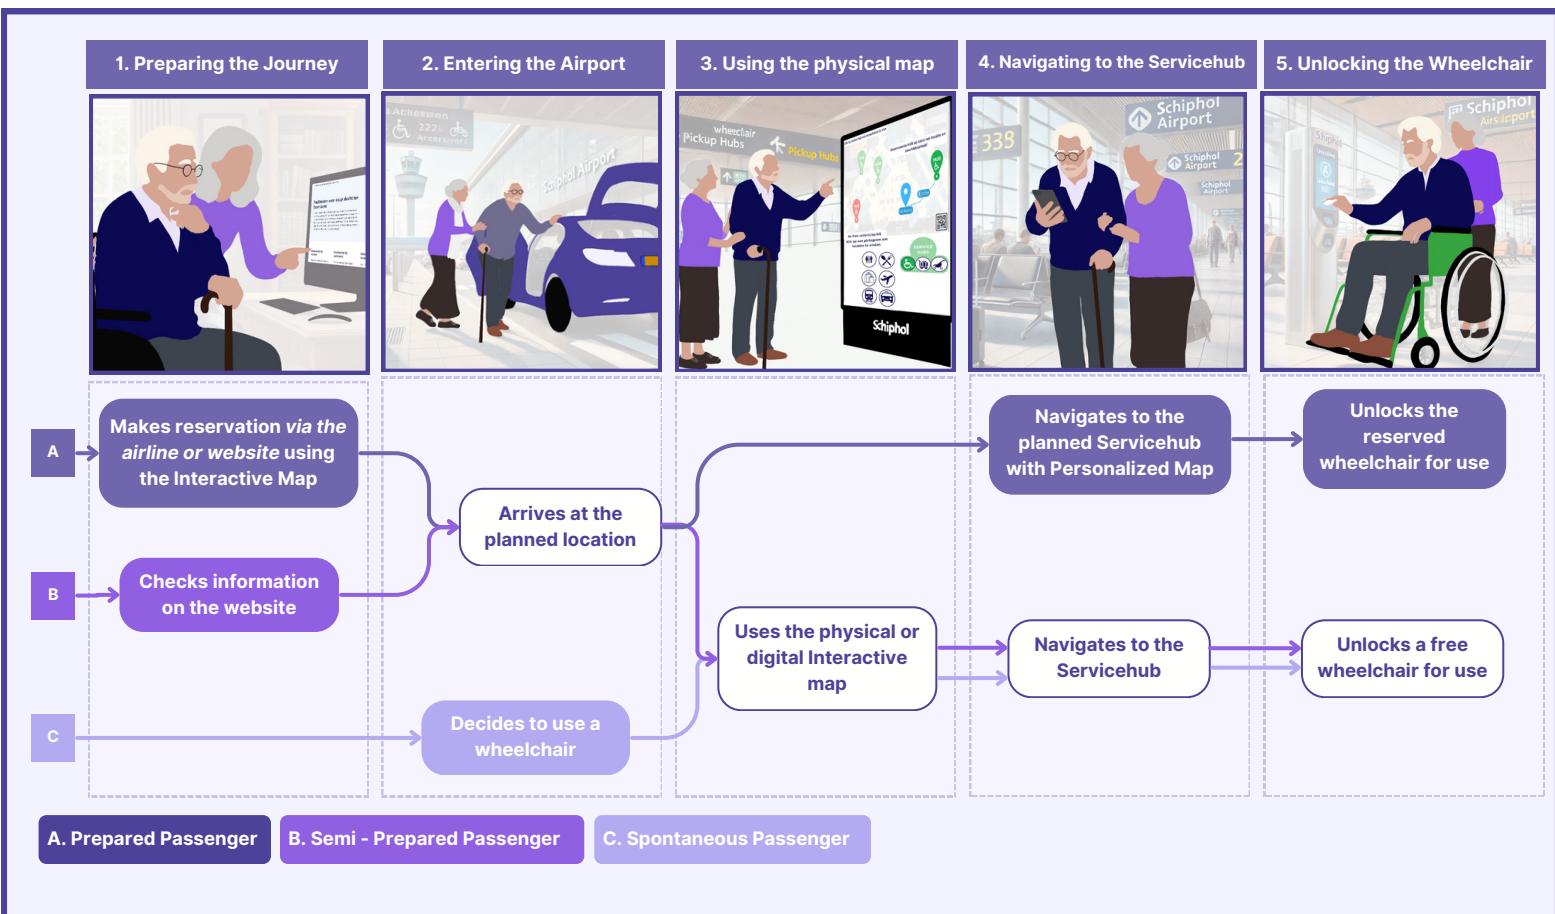 1. Preparing the Journey
2. Entering the Airport
3. Using the physical map
4. Navigating to the Servicehub
5. Unlocking the Wheelchair
222
Schiphol Airport
wheelchair
Pickup Hubs
Pickup Hubs
Schiphol
338
Schiphol
Airport
Schiphol
Airport
2
Schiphol
Airport
Schiphol
Schiphol
A
Makes reservation via the
airline or website using
the Interactive Map
Arrives at the
planned location
Navigates to the
planned Servicehub
with Personalized Map
Unlocks the
reserved
wheelchair for use
B
Checks information
on the website
Uses the physical or
digital Interactive
map
Navigates to the
Servicehub
Unlocks a free
wheelchair for use
C
Decides to use a
wheelchair
A. Prepared Passenger
B. Semi - Prepared Passenger
C. Spontaneous Passenger